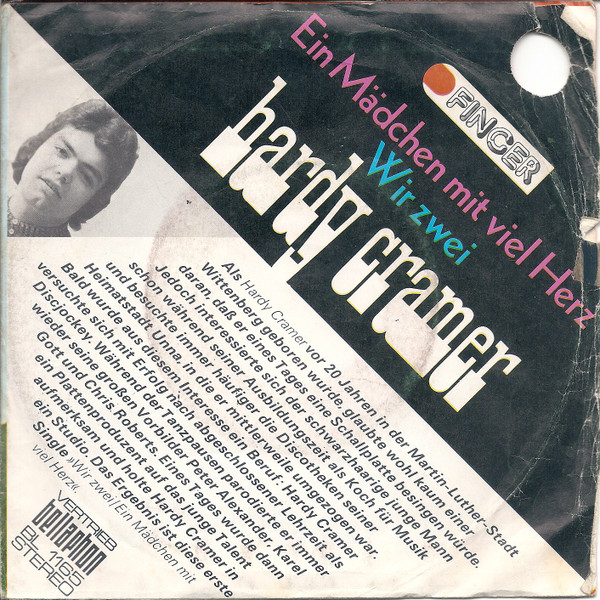 Ein Mädchen mit viel Herz
Wir zwei
FINGER
hardy cramer
Als Hardy Cramer vor 20 Jahren in der Martin-Luther-Stadt
Wittenberg geboren wurde, glaubte wohl kaum einer
daran, daß er eines Tages eine Schallplatte besingen würde.
Jedoch interessierte sich der schwarzhaarige junge Mann
schon während seiner Ausbildungszeit als Koch für Musik
und besuchte immer häufiger die Discotheken seiner
Heimatstadt Unna, in die er mittlerweile umgezogen war.
Bald wurde aus diesem Interesse ein Beruf: Hardy Cramer
versuchte sich mit Erfolg nach abgeschlossener Lehrzeit als
Discjockey. Während der Tanzpausen parodierte er immer
wieder seine großen Vorbilder Peter Alexander, Karel
Gott und Chris Roberts. Eines Tages wurde dann
ein Plattenproduzent auf das junge Talent
aufmerksam und holte Hardy Cramer in
ein Studio. Das Ergebnis ist diese erste
Single »Wir zwei/Ein Mädchen mit
viel Herz«.
VERTRIEB
bellaphon
BL 1185
STEREO